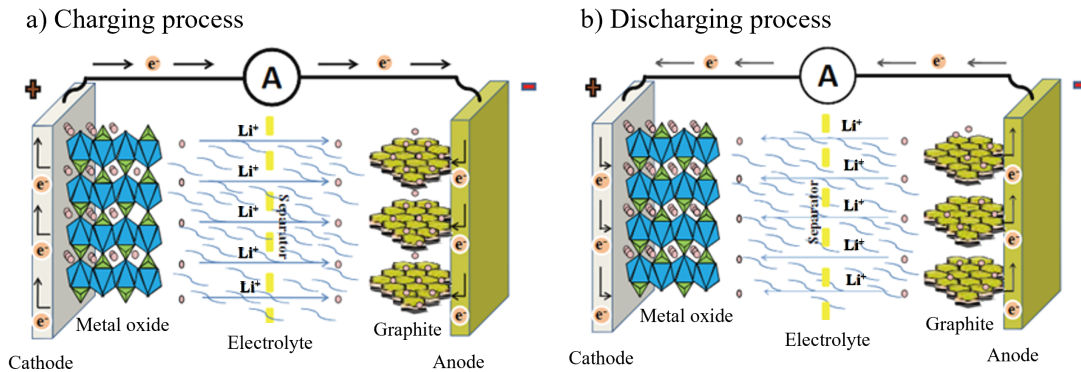 a) Charging process
e⁻ A e⁻
+
Li⁺
Li⁺
Li⁺
Li⁺
Li⁺
Separator
e⁻
e⁻
e⁻
e⁻
e⁻
e⁻
Metal oxide
Electrolyte
Graphite
Cathode
Anode
b) Discharging process
e⁻ A e⁻
+
Li⁺
Li⁺
Li⁺
Li⁺
Li⁺
Separator
e⁻
e⁻
e⁻
e⁻
e⁻
e⁻
Metal oxide
Electrolyte
Graphite
Cathode
Anode